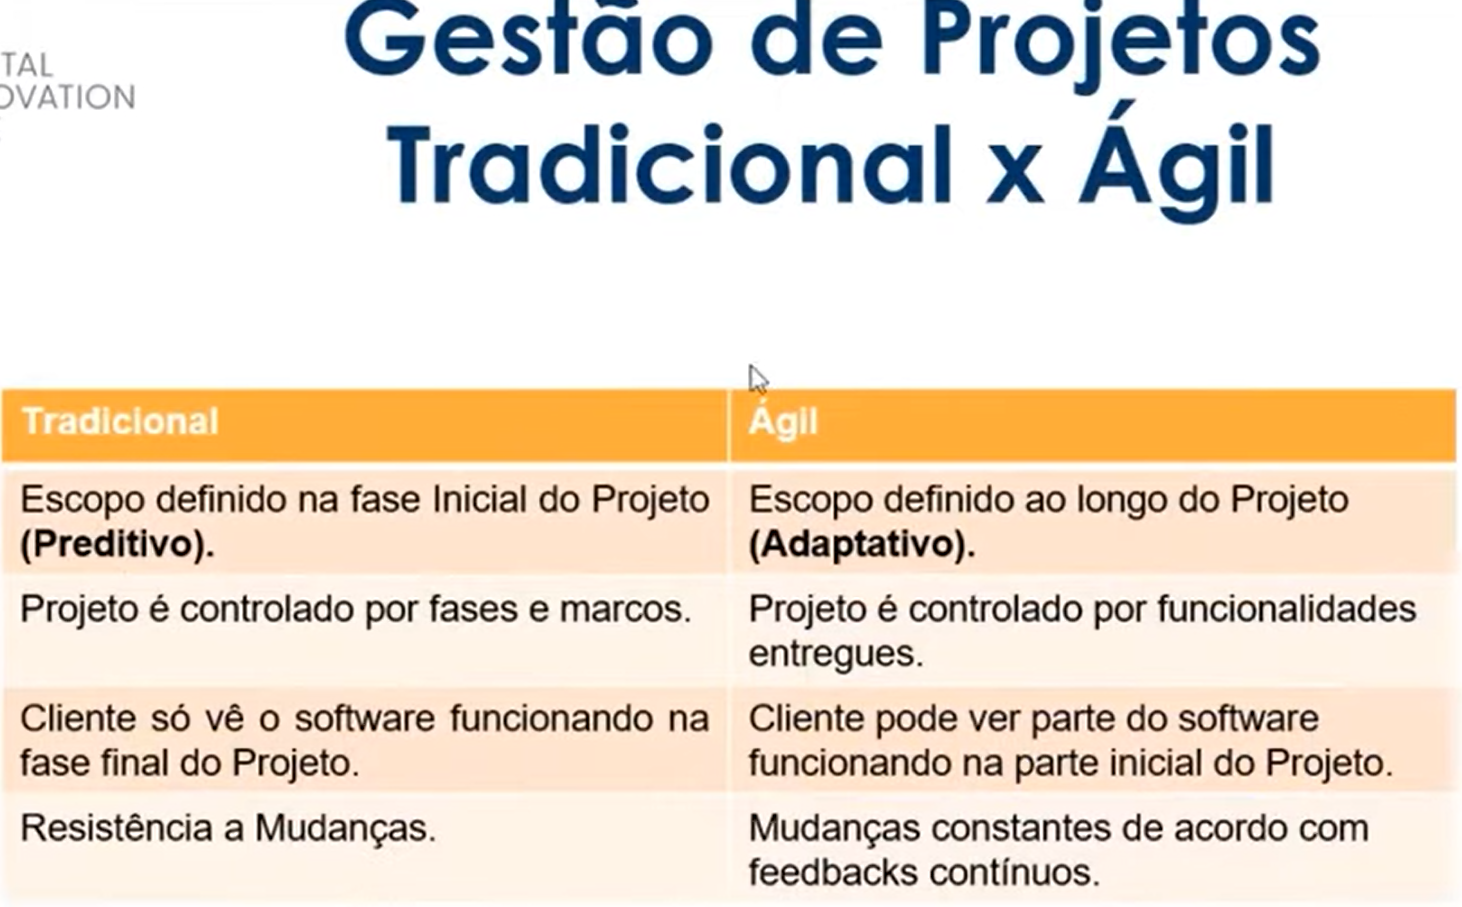 TAL
OVATION
Gestão de Projetos
Tradicional x Ágil
Tradicional
Ágil
Escopo definido na fase Inicial do Projeto
(Preditivo).
Escopo definido ao longo do Projeto
(Adaptativo).
Projeto é controlado por fases e marcos.
Projeto é controlado por funcionalidades
entregues.
Cliente só vê o software funcionando na
fase final do Projeto.
Cliente pode ver parte do software
funcionando na parte inicial do Projeto.
Resistência a Mudanças.
Mudanças constantes de acordo com
feedbacks contínuos.